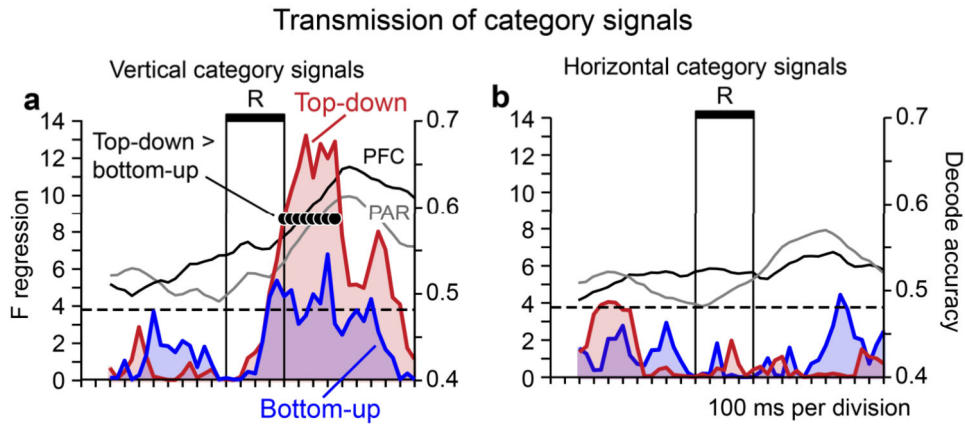 Transmission of category signals
Vertical category signals
Horizontal category signals
a
R
Top-down
Top-down >
bottom-up
PFC
PAR
Bottom-up
F regression
14
12
10
8
6
4
2
0
0.7
0.6
0.5
0.4
b
R
14
12
10
8
6
4
2
0
0.7
0.6
0.5
0.4
Decode accuracy
100 ms per division